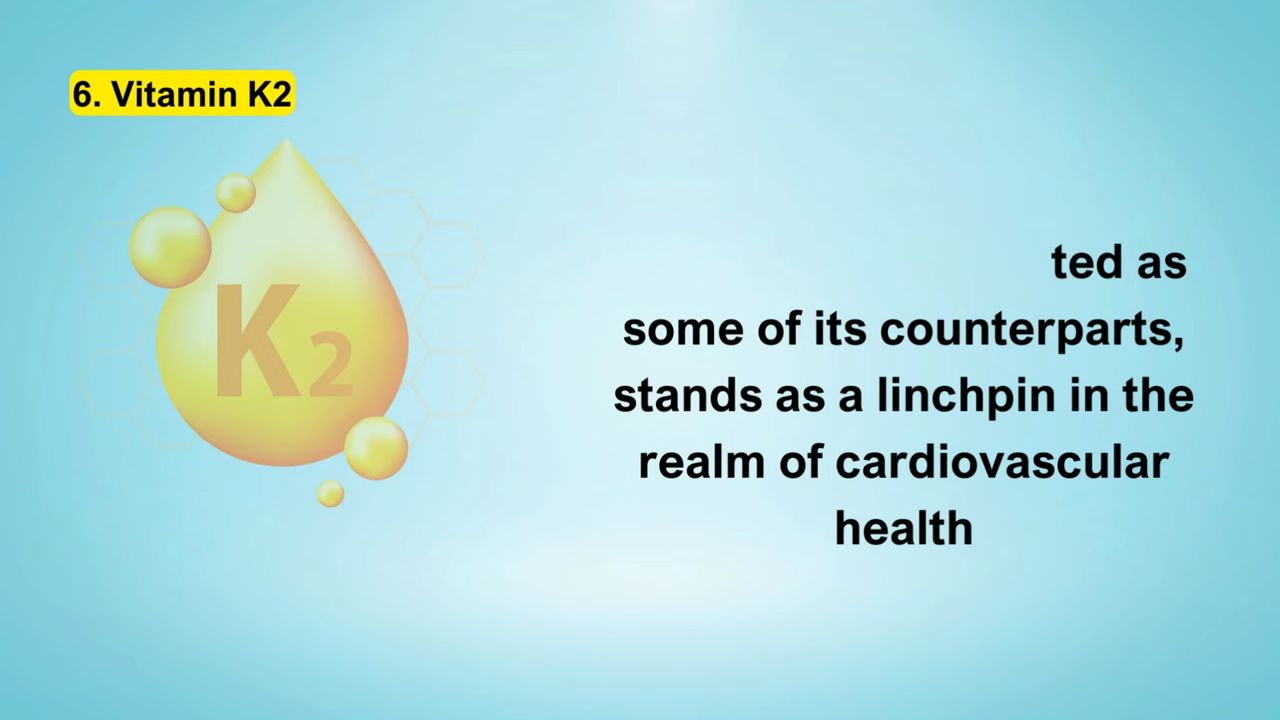 6. Vitamin K2
K2
ted as
some of its counterparts,
stands as a linchpin in the
realm of cardiovascular
health